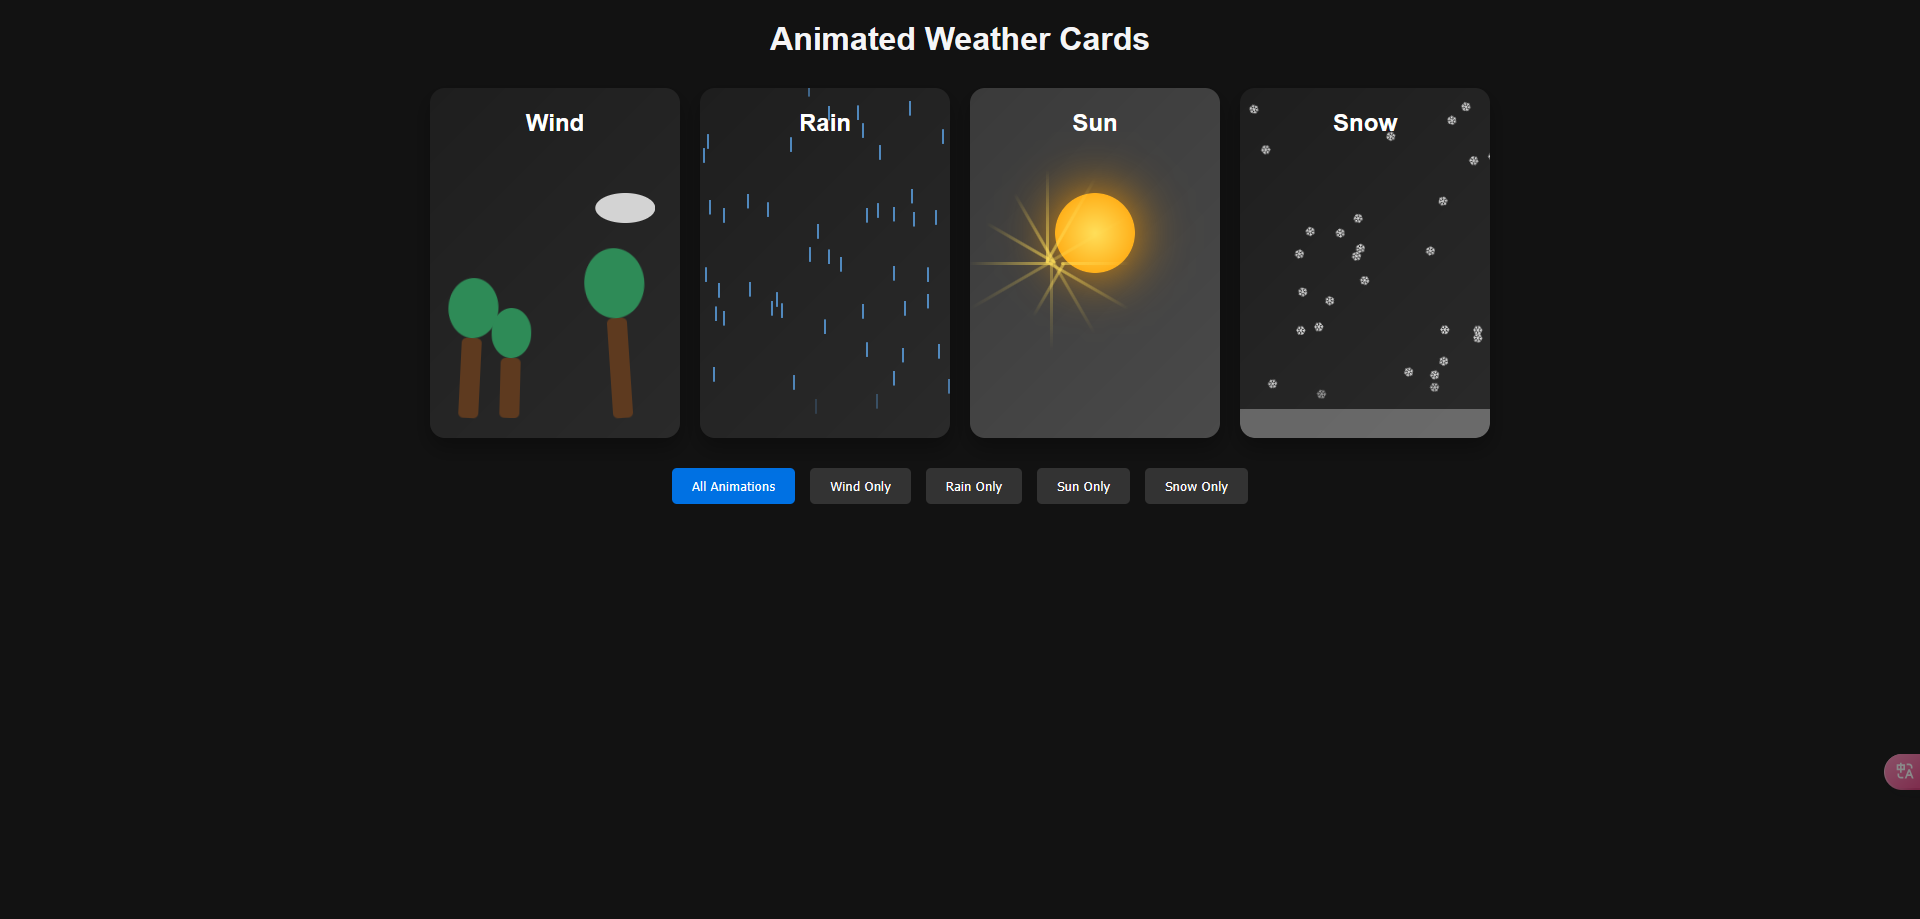 Animated Weather Cards
Wind
Rain
Sun
Snow
All Animations
Wind Only
Rain Only
Sun Only
Snow Only